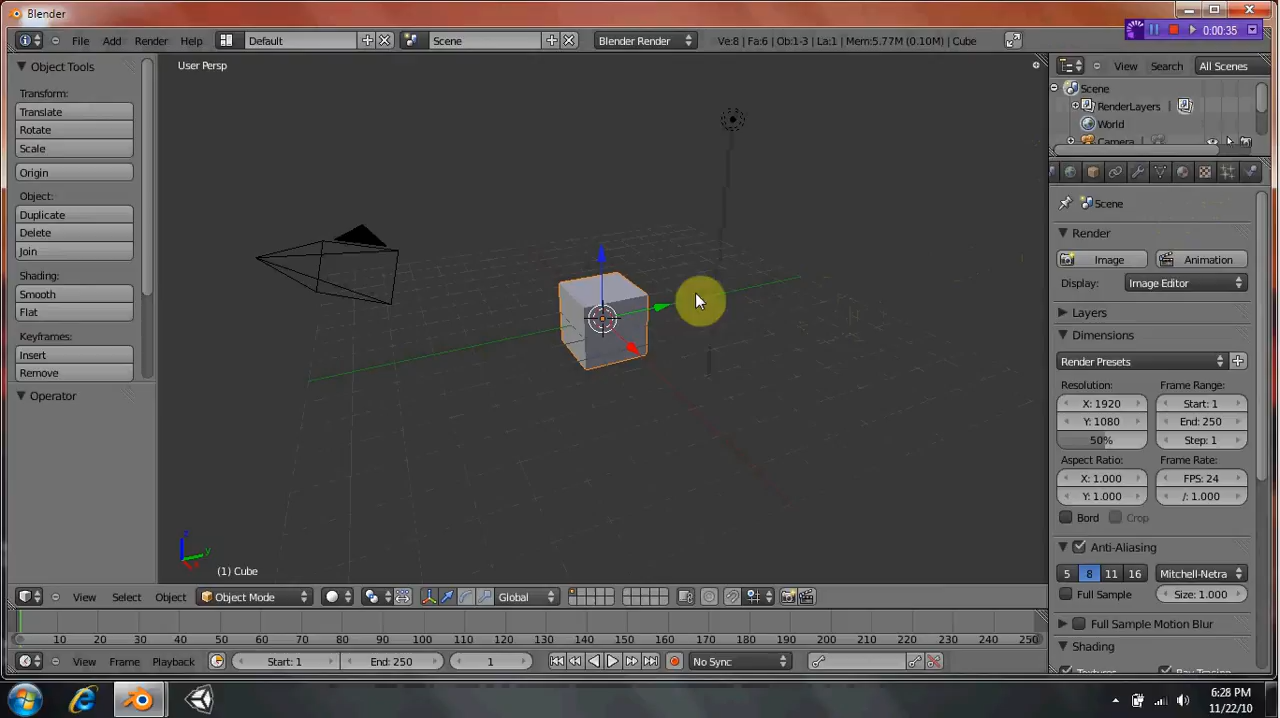 Blender
0:00:35
File Add Render Help Default Scene Blender Render Ve:8 | Fa:6 | Ob:1-3 | La:1 | Mem:5.77M (0.10M) | Cube
Object Tools
Transform:
Translate
Rotate
Scale
Origin
Object:
Duplicate
Delete
Join
Shading:
Smooth
Flat
Keyframes:
Insert
Remove
Operator
User Persp
z
y
x
(1) Cube
View Search All Scenes
Scene
RenderLayers
World
Camera
Scene
Render
Image Animation
Display: Image Editor
Layers
Dimensions
Render Presets
Resolution: Frame Range:
X: 1920 Start: 1
Y: 1080 End: 250
50% Step: 1
Aspect Ratio: Frame Rate:
X: 1.000 FPS: 24
Y: 1.000 /: 1.000
Bord Crop
Anti-Aliasing
5 8 11 16 Mitchell-Netra
Full Sample Size: 1.000
Full Sample Motion Blur
Shading
Textures Ray Tracing
View Select Object Object Mode Global
10 20 30 40 50 60 70 80 90 100 110 120 130 140 150 160 170 180 190 200 210 220 230 240 250
View Frame Playback Start: 1 End: 250 1 No Sync
6:28 PM
11/22/10